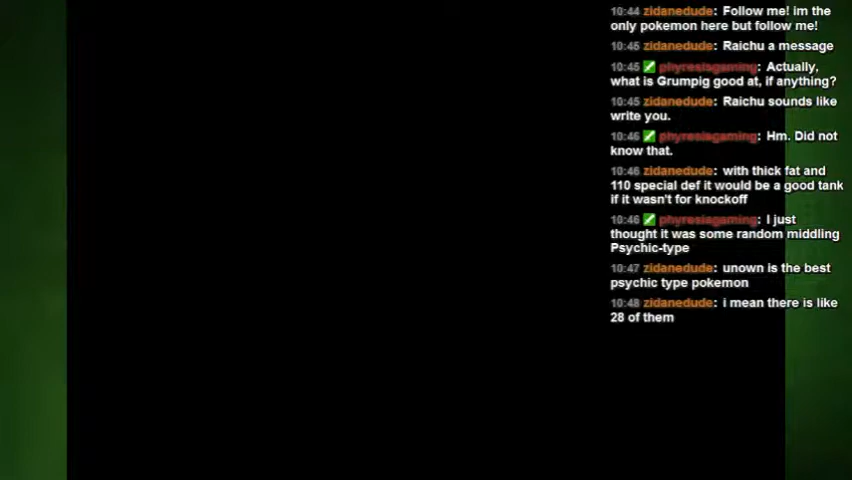 10:44 zidanedude: Follow me! im the
only pokemon here but follow me!
10:45 zidanedude: Raichu a message
10:45 phyresisgaming: Actually,
what is Grumpig good at, if anything?
10:45 zidanedude: Raichu sounds like
write you.
10:46 phyresisgaming: Hm. Did not
know that.
10:46 zidanedude: with thick fat and
110 special def it would be a good tank
if it wasn't for knockoff
10:46 phyresisgaming: I just
thought it was some random middling
Psychic-type
10:47 zidanedude: unown is the best
psychic type pokemon
10:48 zidanedude: i mean there is like
28 of them